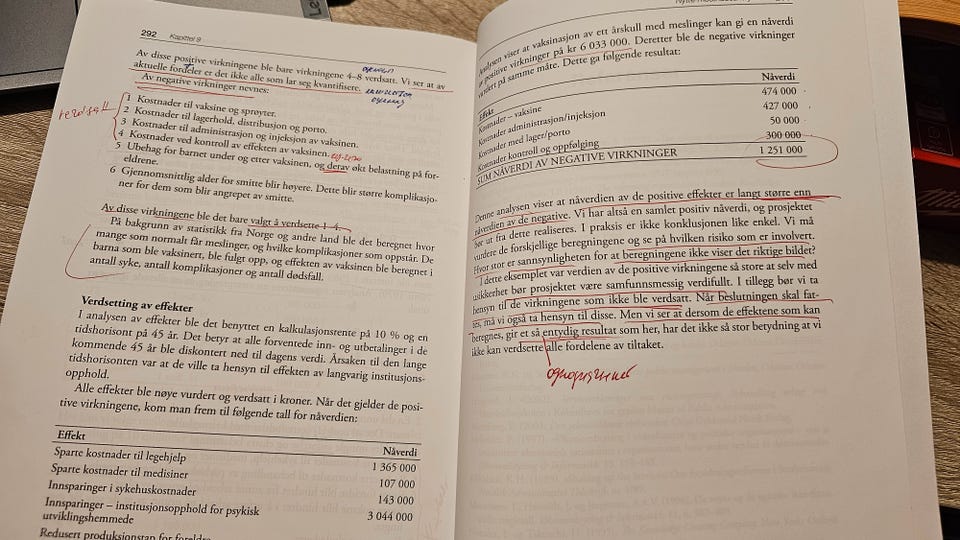 292 Kapittel 9
Av disse positive virkningene ble bare virkningene 4–8 verdsatt. Vi ser at av
aktuelle fordeler er det ikke alle som lar seg kvantifisere.
Av negative virkninger nevnes:
1 Kostnader til vaksine og sprøyter.
2 Kostnader til lagerhold, distribusjon og porto.
3 Kostnader til administrasjon og injeksjon av vaksinen.
4 Kostnader ved kontroll av effekten av vaksinen.
5 Ubehag for barnet under og etter vaksinen, og derav økt belastning på for-
eldrene.
6 Gjennomsnittlig alder for smitte blir høyere. Dette blir større komplikasjo-
ner for dem som blir angrepet av smitte.
Av disse virkningene ble det bare valgt å verdsette 1–4.
På bakgrunn av statistikk fra Norge og andre land ble det beregnet hvor
mange som normalt får meslinger, og hvilke komplikasjoner som oppstår. De
barna som ble vaksinert, ble fulgt opp, og effekten av vaksinen ble beregnet i
antall syke, antall komplikasjoner og antall dødsfall.
Verdsetting av effekter
I analysen av effekter ble det benyttet en kalkulasjonsrente på 10 % og en
tidshorisont på 45 år. Det betyr at alle forventede inn- og utbetalinger i de
kommende 45 år ble diskontert ned til dagens verdi. Årsaken til den lange
tidshorisonten var at de ville ta hensyn til effekten av langvarig institusjons-
opphold.
Alle effekter ble nøye vurdert og verdsatt i kroner. Når det gjelder de posi-
tive virkningene, kom man frem til følgende tall for nåverdien:
Effekt Nåverdi
Sparte kostnader til legehjelp 1 365 000
Sparte kostnader til medisiner 107 000
Innsparinger i sykehuskostnader 143 000
Innsparinger – institusjonsopphold for psykisk
utviklingshemmede 3 044 000
Redusert produksjonstap for foreldre
Analysen viser at vaksinasjon av ett årskull med meslinger kan gi en nåverdi
av positive virkninger på kr 6 033 000. Deretter ble de negative virkninger
vurdert på samme måte. Dette ga følgende resultat:
Effekt Nåverdi
Kostnader – vaksine 474 000
Kostnader administrasjon/injeksjon 427 000
Kostnader med lager/porto 50 000
Kostnader kontroll og oppfølging 300 000
SUM NÅVERDI AV NEGATIVE VIRKNINGER 1 251 000
Denne analysen viser at nåverdien av de positive effekter er langt større enn
nåverdien av de negative. Vi har altså en samlet positiv nåverdi, og prosjektet
bør ut fra dette realiseres. I praksis er ikke konklusjonen like enkel. Vi må
vurdere de forskjellige beregningene og se på hvilken risiko som er involvert.
Hvor stor er sannsynligheten for at beregningene ikke viser det riktige bildet?
I dette eksemplet var verdien av de positive virkningene så store at selv med
usikkerhet bør prosjektet være samfunnsmessig verdifullt. I tillegg bør vi ta
hensyn til de virkningene som ikke ble verdsatt. Når beslutningen skal fat-
tes, må vi også ta hensyn til disse. Men vi ser at dersom de effektene som kan
beregnes, gir et så entydig resultat som her, har det ikke så stor betydning at vi
ikke kan verdsette alle fordelene av tiltaket.